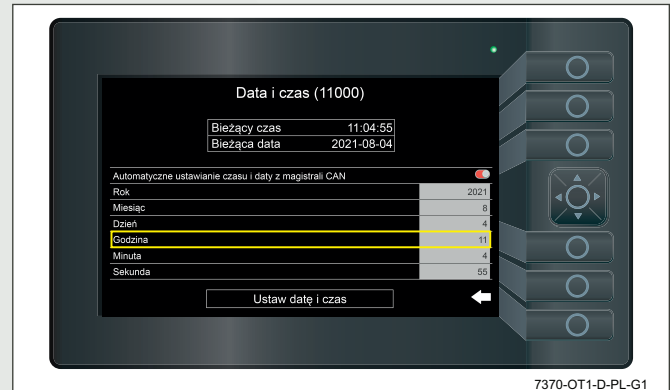 Data i czas (11000)
Bieżący czas 11:04:55
Bieżąca data 2021-08-04
Automatyczne ustawianie czasu i daty z magistrali CAN
Rok 2021
Miesiąc 8
Dzień 4
Godzina 11
Minuta 4
Sekunda 55
Ustaw datę i czas
7370-OT1-D-PL-G1